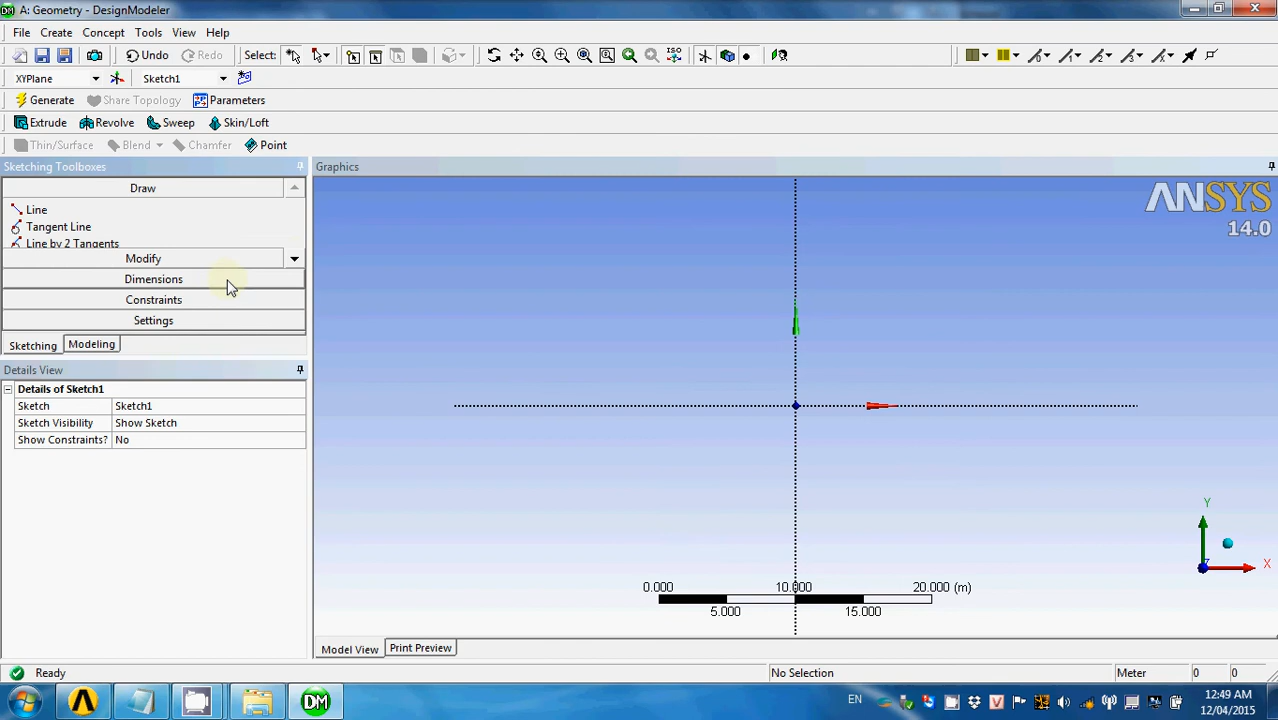 A: Geometry - DesignModeler
File Create Concept Tools View Help
Undo Redo Select:
XYPlane Sketch1
Generate Share Topology Parameters
Extrude Revolve Sweep Skin/Loft
Thin/Surface Blend Chamfer Point
Sketching Toolboxes
Graphics
Draw
Line
Tangent Line
Line by 2 Tangents
Modify
Dimensions
Constraints
Settings
Sketching Modeling
Details View
Details of Sketch1
Sketch Sketch1
Sketch Visibility Show Sketch
Show Constraints? No
ANSYS
14.0
Y
X
0.000 10.000 20.000 (m)
5.000 15.000
Model View Print Preview
Ready No Selection Meter 0 0
EN
12:49 AM
12/04/2015